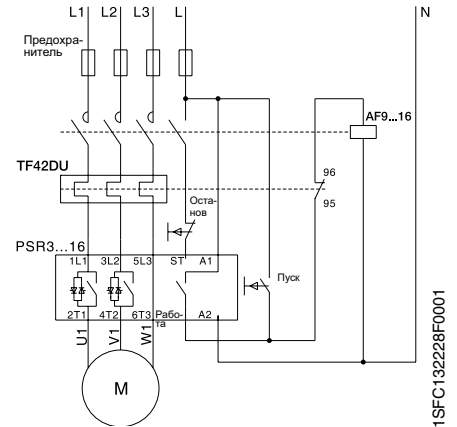 L1 L2 L3 L N
Предохра-
нитель
AF9...16
TF42DU
96
95
Оста-
нов
PSR3...16
1L1 3L2 5L3 ST A1
Пуск
2T1 4T2 6T3 Рабо-
та
A2
U1 V1 W1
M
1SFC132228F0001